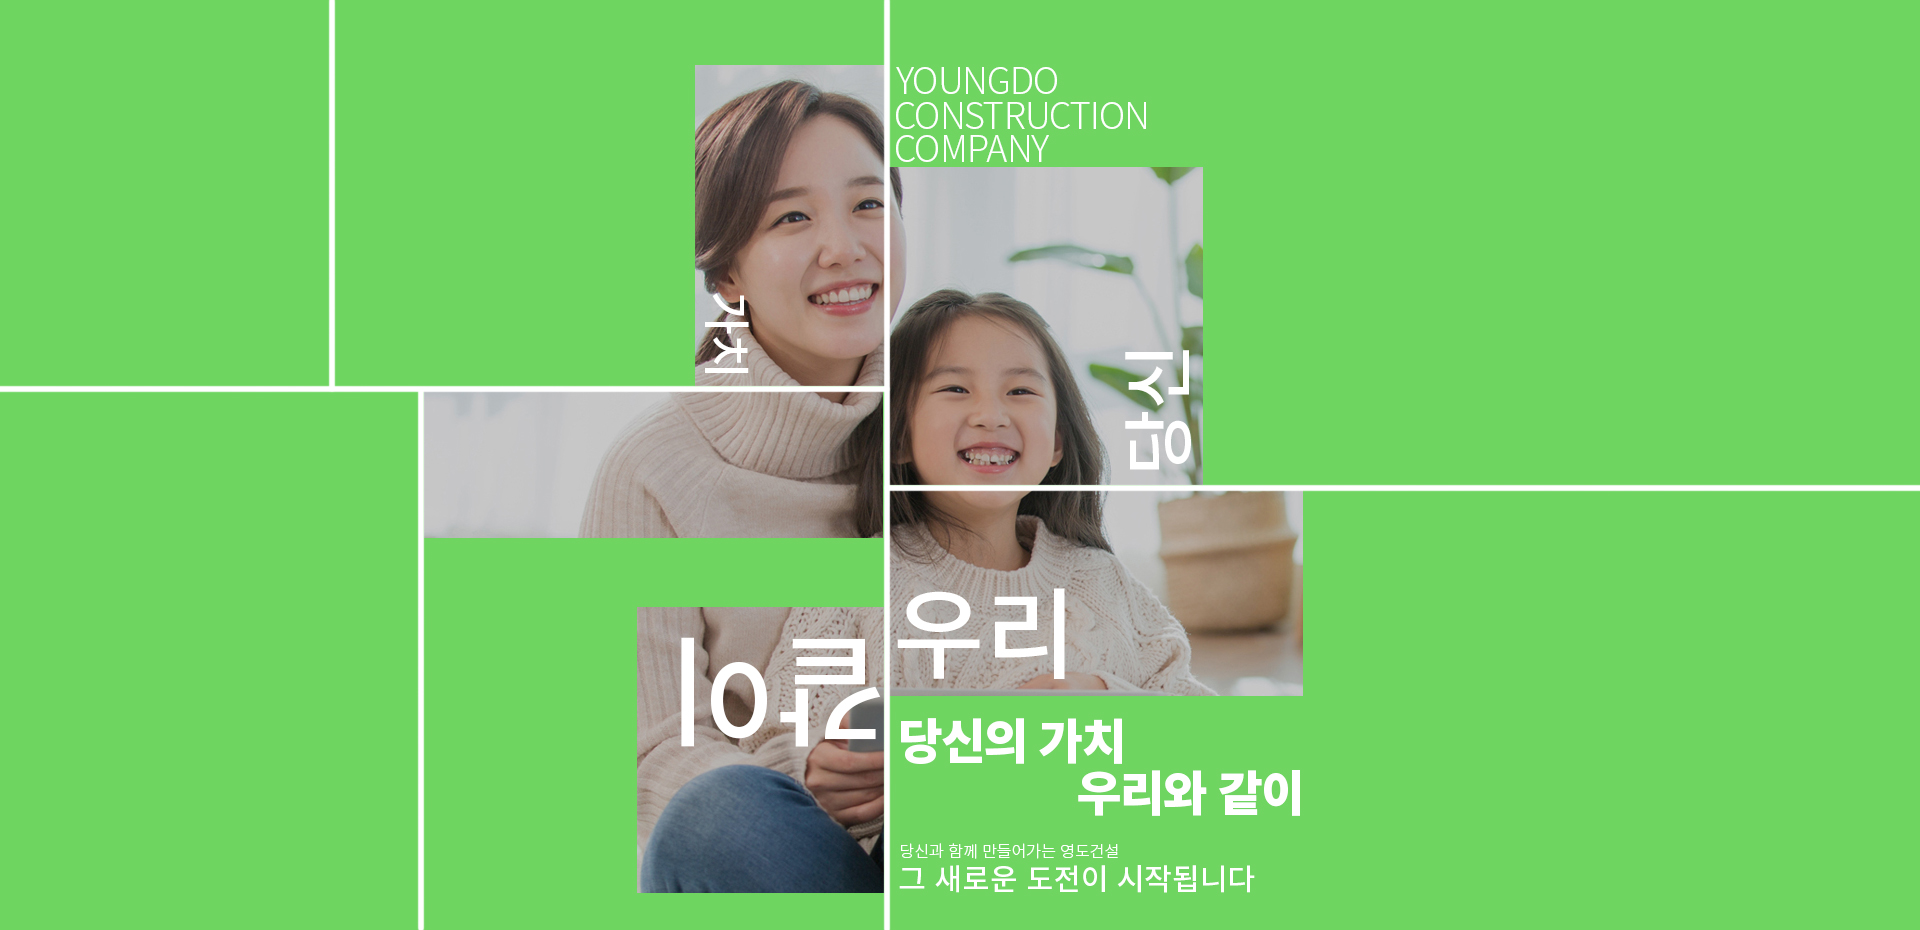 YOUNGDO
CONSTRUCTION
COMPANY
가치
당신
우리
같이
당신의 가치
우리와 같이
당신과 함께 만들어가는 영도건설
그 새로운 도전이 시작됩니다